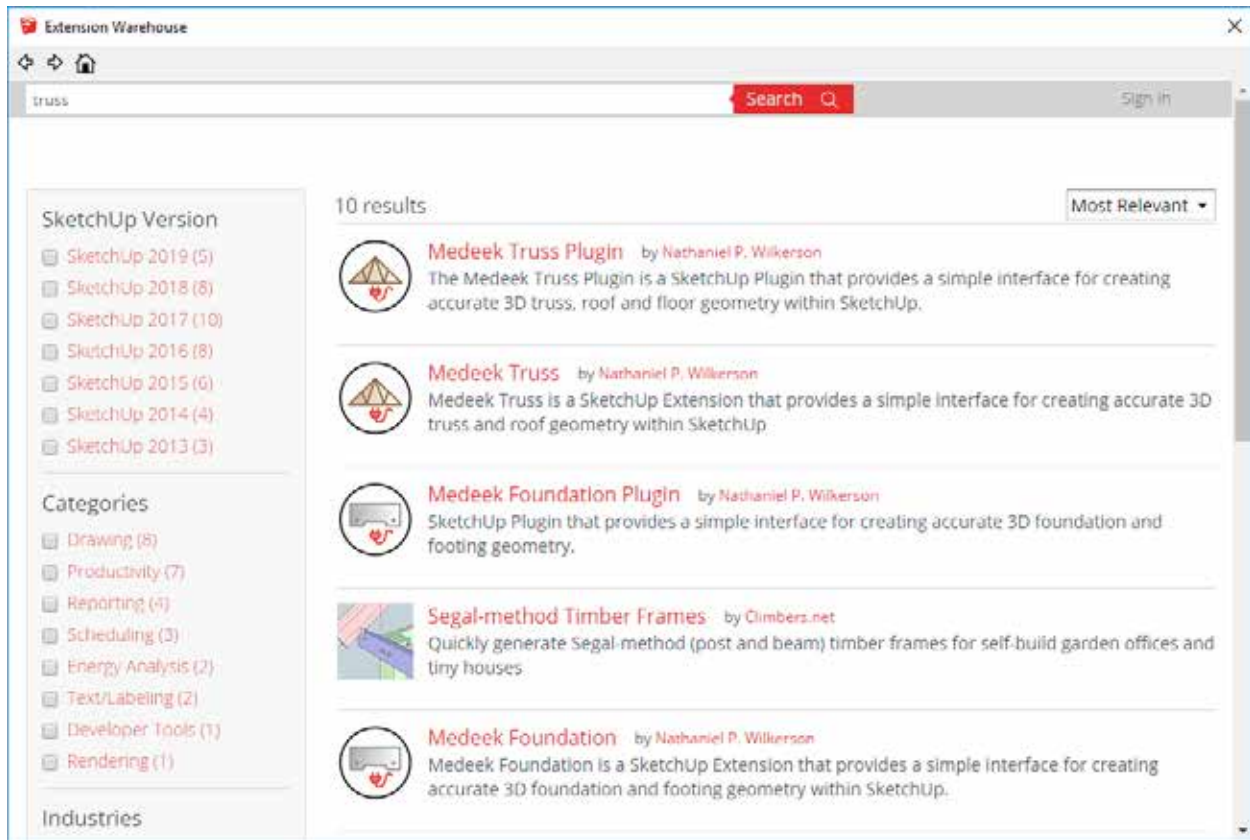 Extension Warehouse
truss
Search
Sign in
SketchUp Version
SketchUp 2019 (5)
SketchUp 2018 (8)
SketchUp 2017 (10)
SketchUp 2016 (8)
SketchUp 2015 (6)
SketchUp 2014 (4)
SketchUp 2013 (3)
Categories
Drawing (8)
Productivity (7)
Reporting (4)
Scheduling (3)
Energy Analysis (2)
Text/Labeling (2)
Developer Tools (1)
Rendering (1)
Industries
10 results
Most Relevant
Medeek Truss Plugin by Nathaniel P. Wilkerson
The Medeek Truss Plugin is a SketchUp Plugin that provides a simple interface for creating
accurate 3D truss, roof and floor geometry within SketchUp.
Medeek Truss by Nathaniel P. Wilkerson
Medeek Truss is a SketchUp Extension that provides a simple interface for creating accurate 3D
truss and roof geometry within SketchUp
Medeek Foundation Plugin by Nathaniel P. Wilkerson
SketchUp Plugin that provides a simple interface for creating accurate 3D foundation and
footing geometry.
Segal-method Timber Frames by Climbers.net
Quickly generate Segal-method (post and beam) timber frames for self-build garden offices and
tiny houses
Medeek Foundation by Nathaniel P. Wilkerson
Medeek Foundation is a SketchUp Extension that provides a simple interface for creating
accurate 3D foundation and footing geometry within SketchUp.